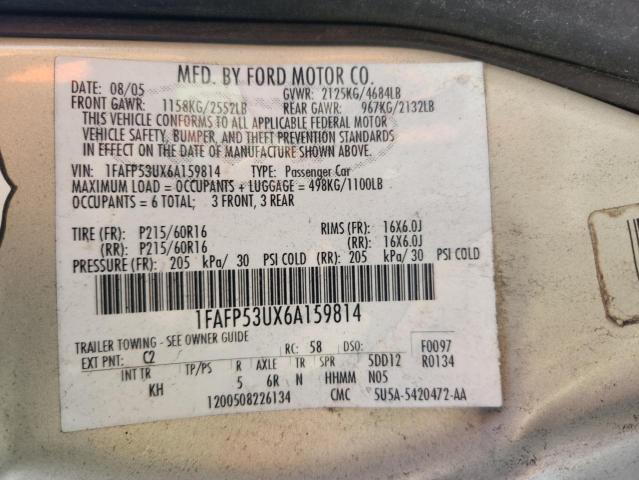 MFD. BY FORD MOTOR CO.
DATE: 08/05 GVWR: 2125KG/4684LB
FRONT GAWR: 1158KG/2552LB REAR GAWR: 967KG/2132LB
THIS VEHICLE CONFORMS TO ALL APPLICABLE FEDERAL MOTOR
VEHICLE SAFETY, BUMPER, AND THEFT PREVENTION STANDARDS
IN EFFECT ON THE DATE OF MANUFACTURE SHOWN ABOVE.
VIN: 1FAFP53UX6A159814 TYPE: Passenger Car
MAXIMUM LOAD = OCCUPANTS + LUGGAGE = 498KG/1100LB
OCCUPANTS = 6 TOTAL; 3 FRONT, 3 REAR
TIRE (FR): P215/60R16 RIMS (FR): 16X6.0J
(RR): P215/60R16 (RR): 16X6.0J
PRESSURE (FR): 205 kPa/ 30 PSI COLD (RR): 205 kPa/ 30 PSI COLD
1FAFP53UX6A159814
TRAILER TOWING - SEE OWNER GUIDE F0097
EXT PNT: C2 RC: 58 DSO: R0134
INT TR TP/PS R AXLE TR SPR 5DD12
KH 5 6R N HHMM N05
1200508226134 CMC 5U5A-5420472-AA